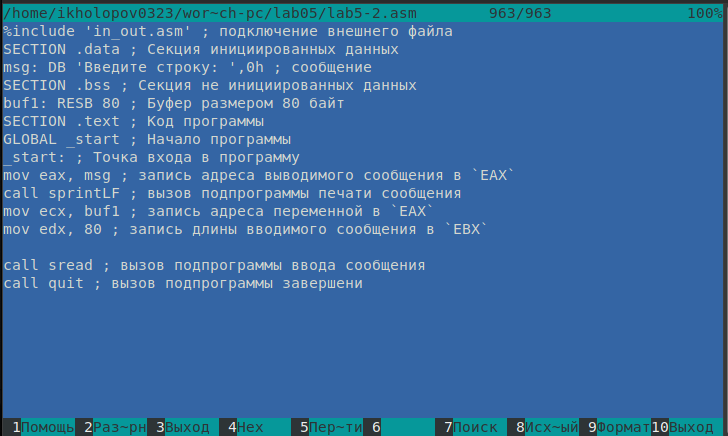 /home/ikholopov0323/wor~ch-pc/lab05/lab5-2.asm 963/963 100%
%include 'in_out.asm' ; подключение внешнего файла
SECTION .data ; Секция инициированных данных
msg: DB 'Введите строку: ',0h ; сообщение
SECTION .bss ; Секция не инициированных данных
buf1: RESB 80 ; Буфер размером 80 байт
SECTION .text ; Код программы
GLOBAL _start ; Начало программы
_start: ; Точка входа в программу
mov eax, msg ; запись адреса выводимого сообщения в `EAX`
call sprintLF ; вызов подпрограммы печати сообщения
mov ecx, buf1 ; запись адреса переменной в `EAX`
mov edx, 80 ; запись длины вводимого сообщения в `EBX`
call sread ; вызов подпрограммы ввода сообщения
call quit ; вызов подпрограммы завершени
1Помощь 2Раз~рн 3Выход 4Hex 5Пер~ти 6 7Поиск 8Исх~ый 9Формат 10Выход